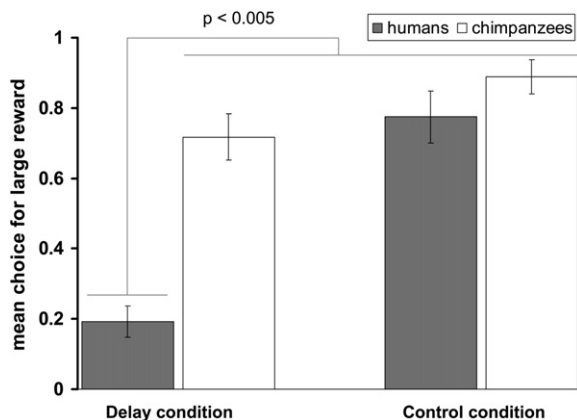 p < 0.005
humans chimpanzees
mean choice for large reward
1
0.8
0.6
0.4
0.2
0
Delay condition Control condition